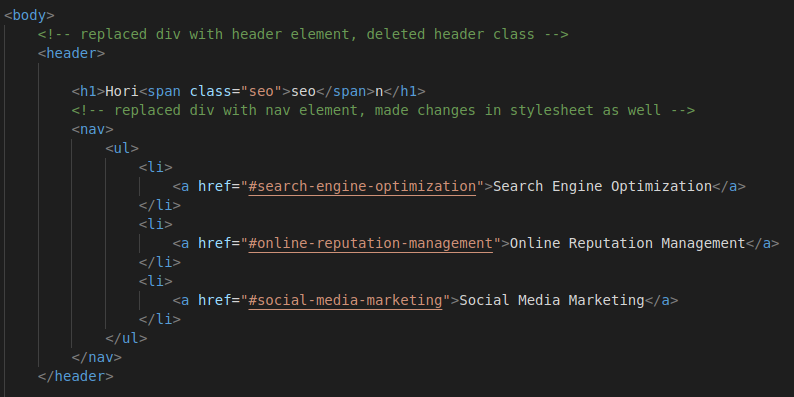 <body>
<!-- replaced div with header element, deleted header class -->
<header>
<h1>Hori<span class="seo">seo</span>n</h1>
<!-- replaced div with nav element, made changes in stylesheet as well -->
<nav>
<ul>
<li>
<a href="#search-engine-optimization">Search Engine Optimization</a>
</li>
<li>
<a href="#online-reputation-management">Online Reputation Management</a>
</li>
<li>
<a href="#social-media-marketing">Social Media Marketing</a>
</li>
</ul>
</nav>
</header>